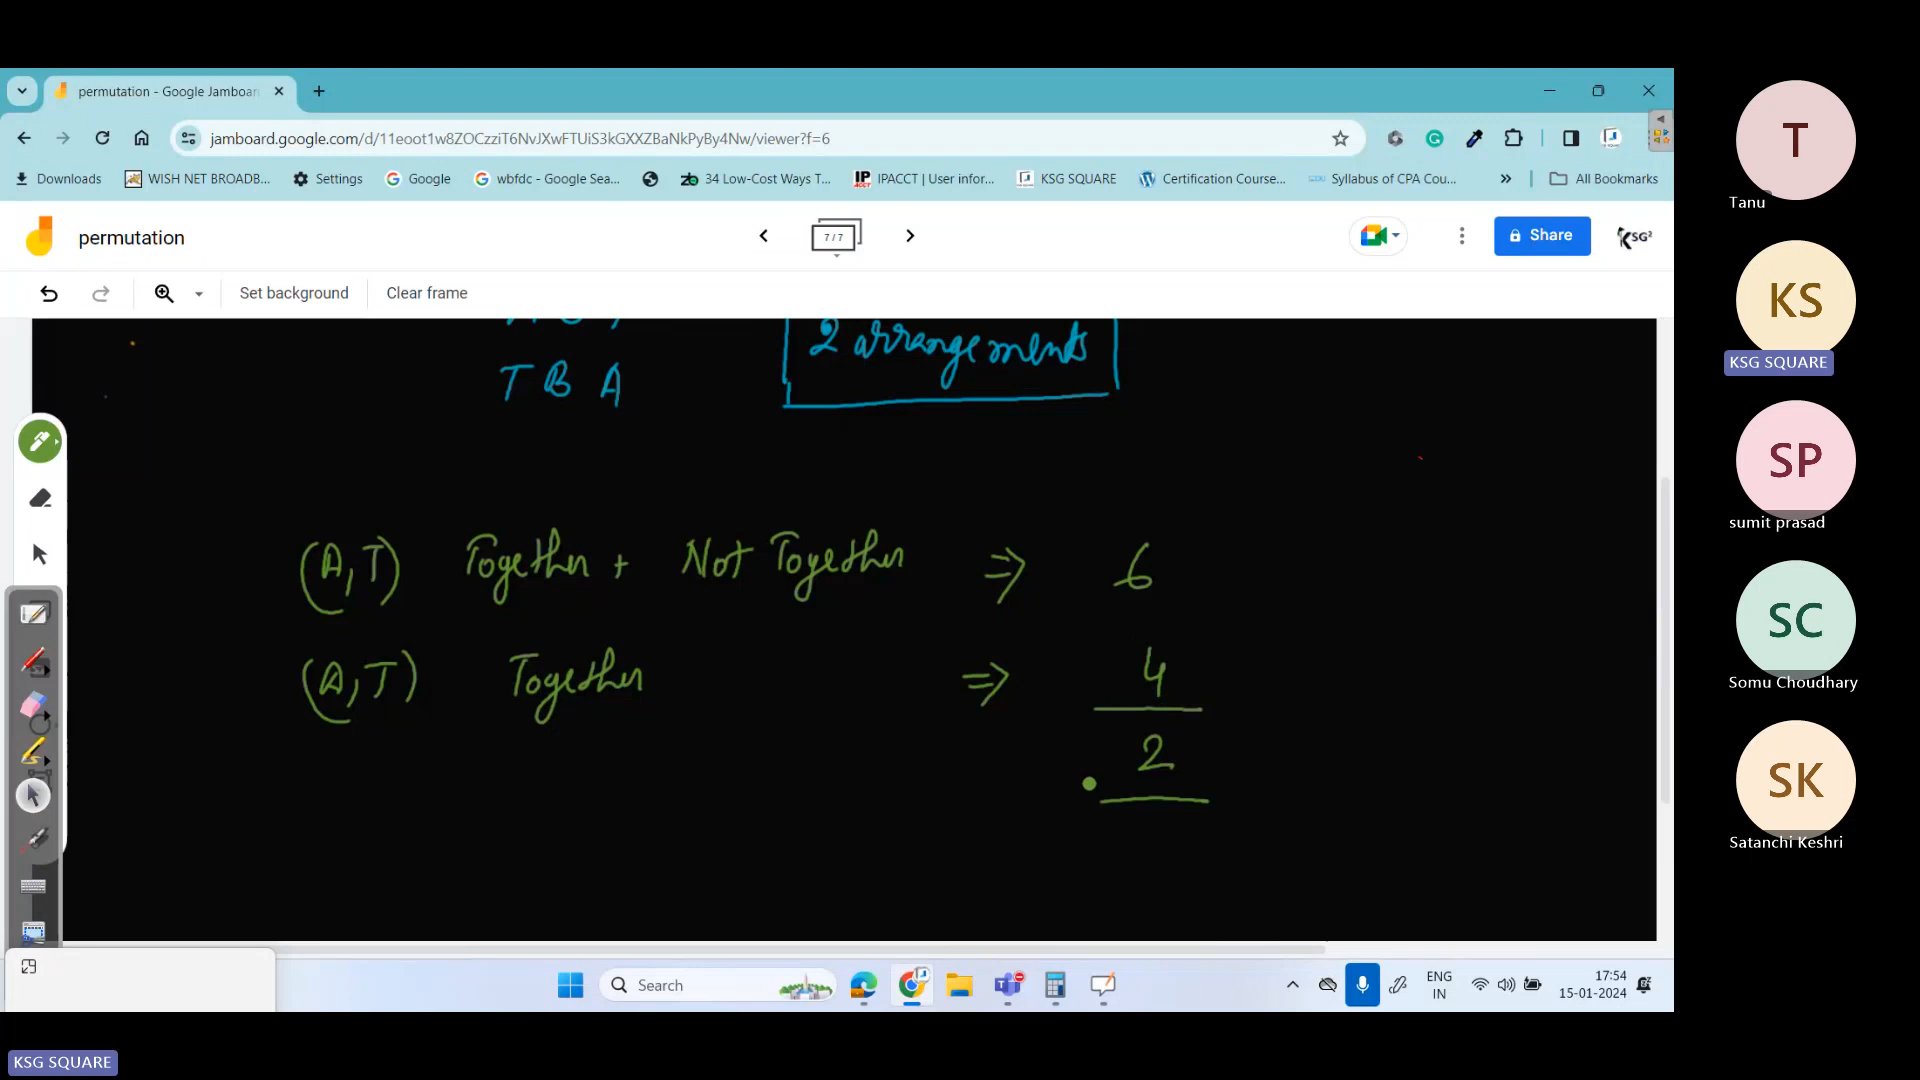 permutation - Google Jamboar
jamboard.google.com/d/11eoot1w8ZOCzziT6NvJXwFTUiS3kGXXZBaNkPyBy4Nw/viewer?f=6
Downloads WISH NET BROADB... Settings Google wbfdc - Google Sea... 34 Low-Cost Ways T... IPACCT | User infor... KSG SQUARE Certification Course... Syllabus of CPA Cou... » All Bookmarks
permutation
7 / 7
Share
KSG²
Set background Clear frame
2 arrangements
T B A
(A,T) Together + Not Together ⇒ 6
(A,T) Together ⇒ 4
2
Search
ENG
IN
17:54
15-01-2024
T
Tanu
KS
KSG SQUARE
SP
sumit prasad
SC
Somu Choudhary
SK
Satanchi Keshri
KSG SQUARE